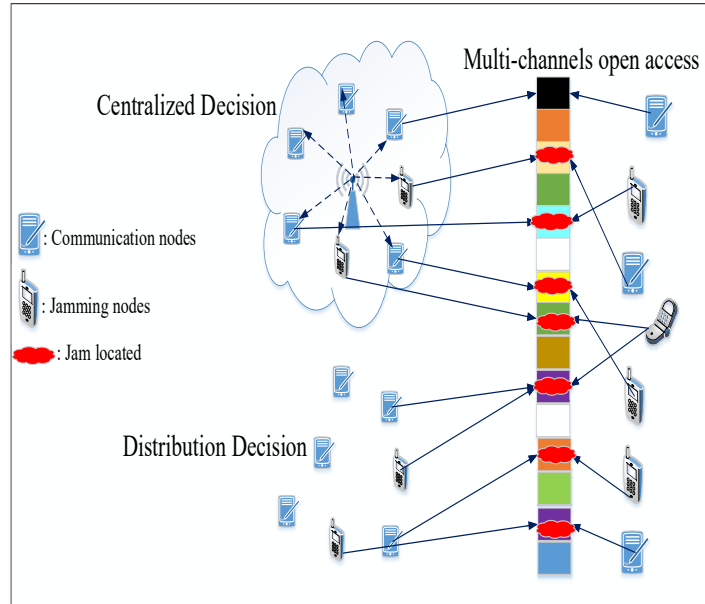 Multi-channels open access
Centralized Decision
: Communication nodes
: Jamming nodes
: Jam located
Distribution Decision